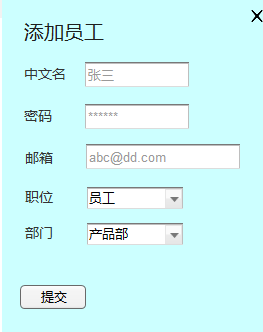 添加员工
中文名 张三
密码 ******
邮箱 abc@dd.com
职位 员工
部门 产品部
提交